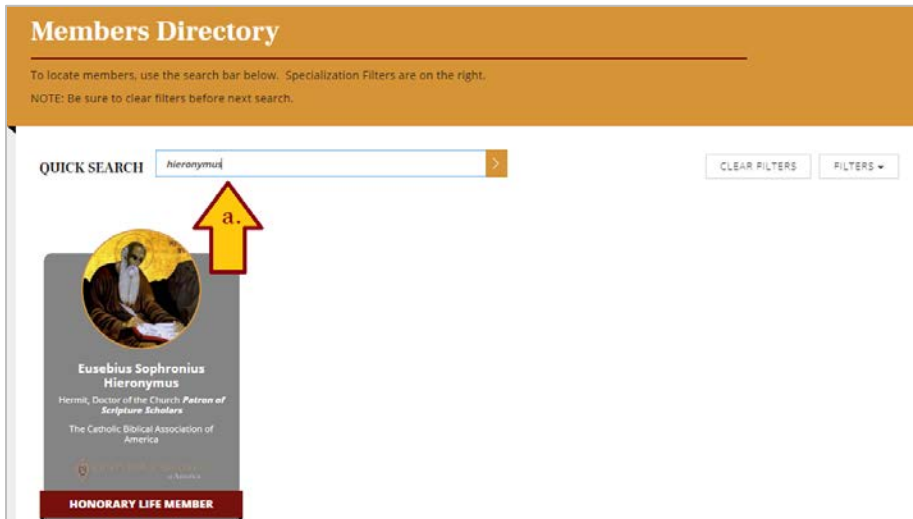 Members Directory
To locate members, use the search bar below. Specialization Filters are on the right.
NOTE: Be sure to clear filters before next search.
QUICK SEARCH
hieronymus
>
CLEAR FILTERS
FILTERS
a.
Eusebius Sophronius
Hieronymus
Hermit, Doctor of the Church Patron of
Scripture Scholars
The Catholic Biblical Association of
America
of America
HONORARY LIFE MEMBER